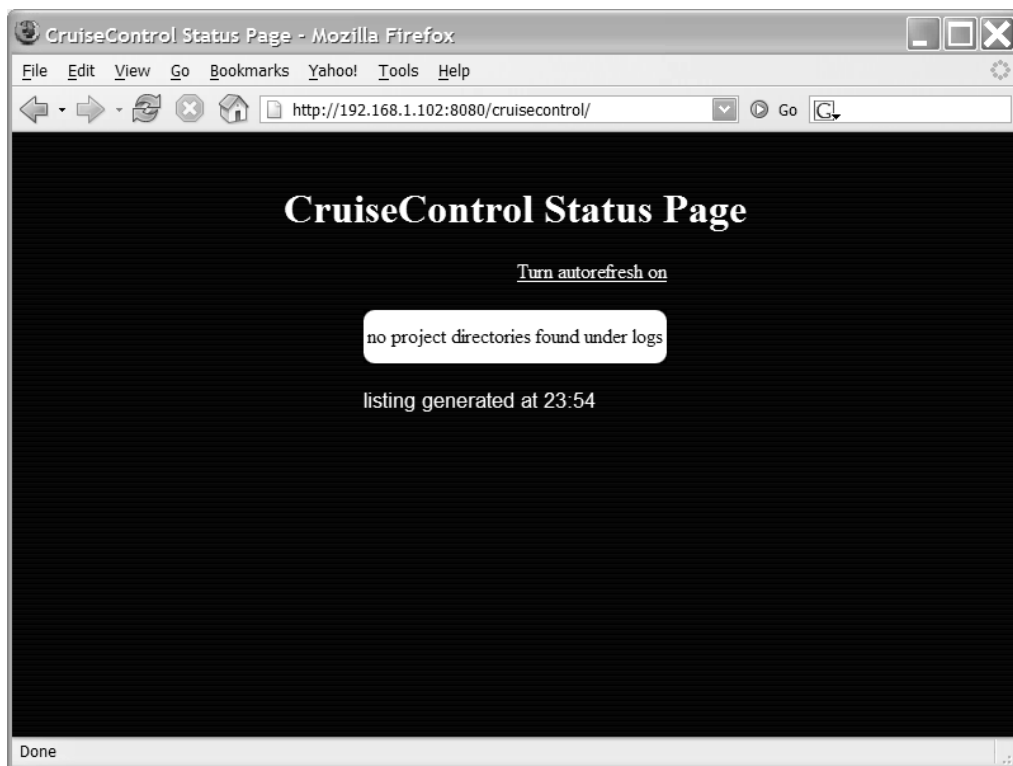 CruiseControl Status Page - Mozilla Firefox
File Edit View Go Bookmarks Yahoo! Tools Help
http://192.168.1.102:8080/cruisecontrol/ Go G
CruiseControl Status Page
Turn autorefresh on
no project directories found under logs
listing generated at 23:54
Done